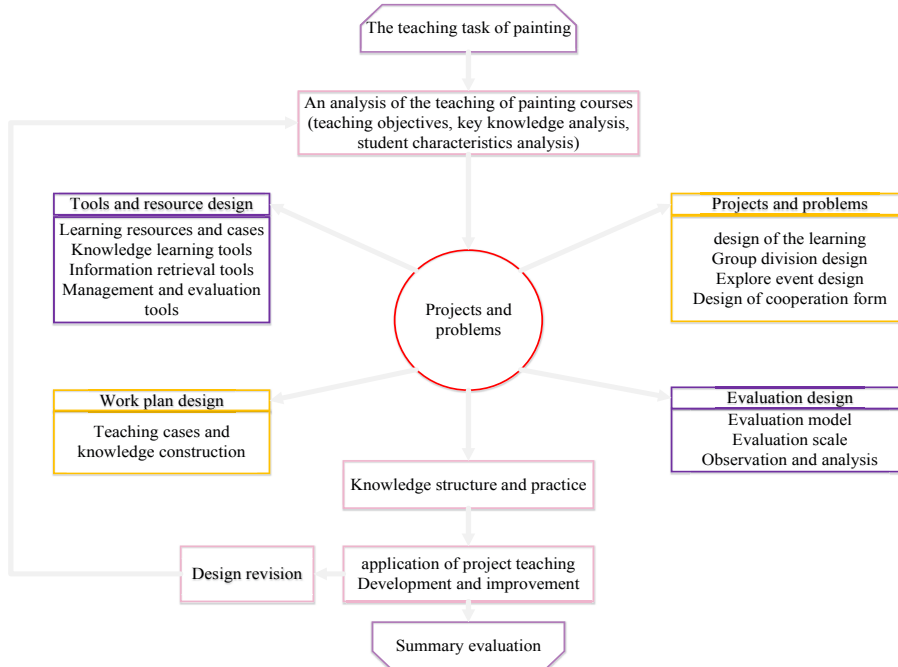 The teaching task of painting
An analysis of the teaching of painting courses
(teaching objectives, key knowledge analysis,
student characteristics analysis)
Tools and resource design
Learning resources and cases
Knowledge learning tools
Information retrieval tools
Management and evaluation
tools
Projects and problems
design of the learning
Group division design
Explore event design
Design of cooperation form
Projects and
problems
Work plan design
Teaching cases and
knowledge construction
Evaluation design
Evaluation model
Evaluation scale
Observation and analysis
Knowledge structure and practice
Design revision
application of project teaching
Development and improvement
Summary evaluation